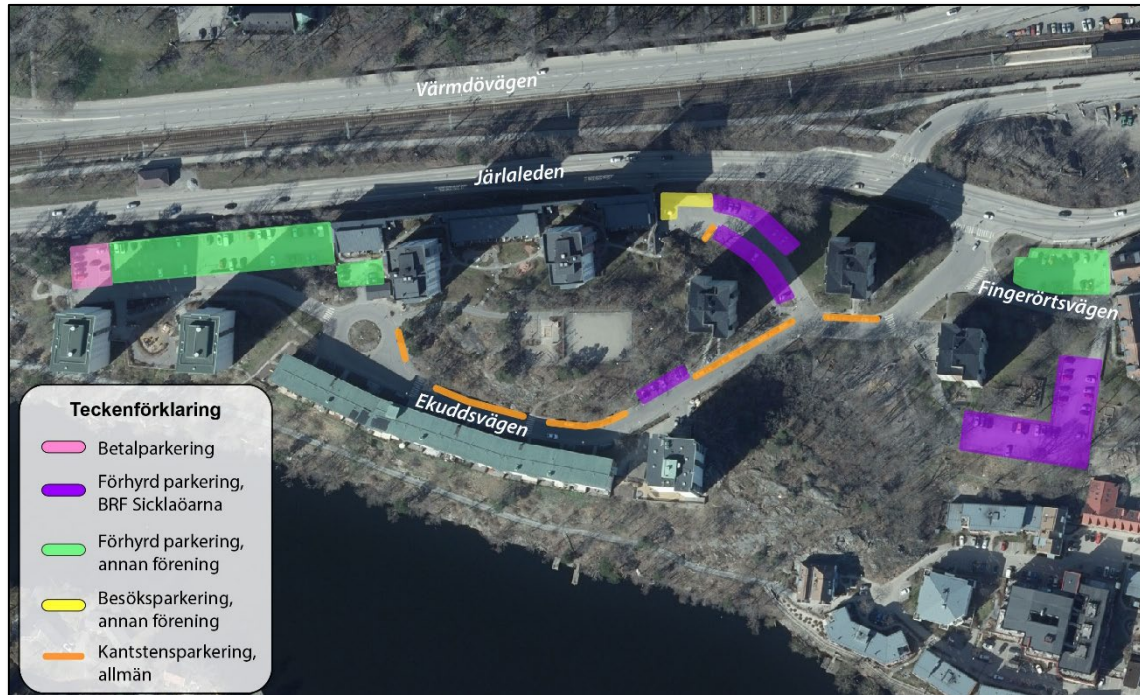 Värmdövägen
Järlaleden
Fingerörtsvägen
Ekuddsvägen
Teckenförklaring
Betalparkering
Förhyrd parkering,
BRF Sicklaöarna
Förhyrd parkering,
annan förening
Besöksparkering,
annan förening
Kantstensparkering,
allmän